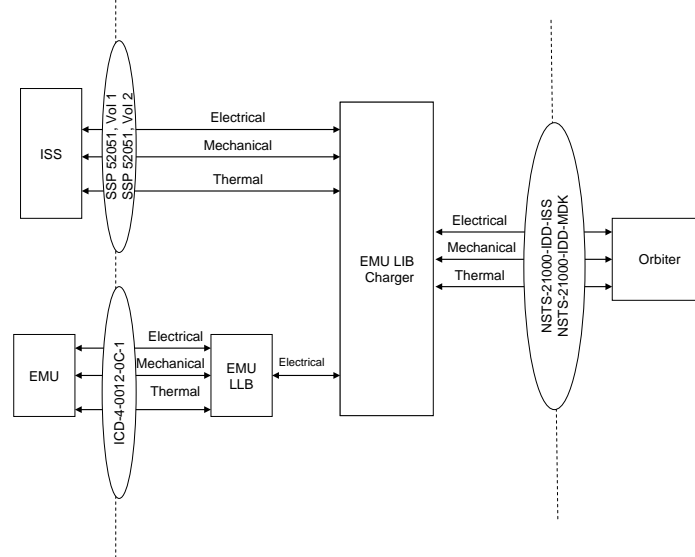 SSP 52051, Vol 1
SSP 52051, Vol 2
ISS
Electrical
Mechanical
Thermal
EMU LIB
Charger
Electrical
Mechanical
Thermal
NSTS-21000-IDD-ISS
NSTS-21000-IDD-MDK
Orbiter
EMU
ICD-4-0012-0C-1
Electrical
Mechanical
Thermal
EMU
LLB
Electrical